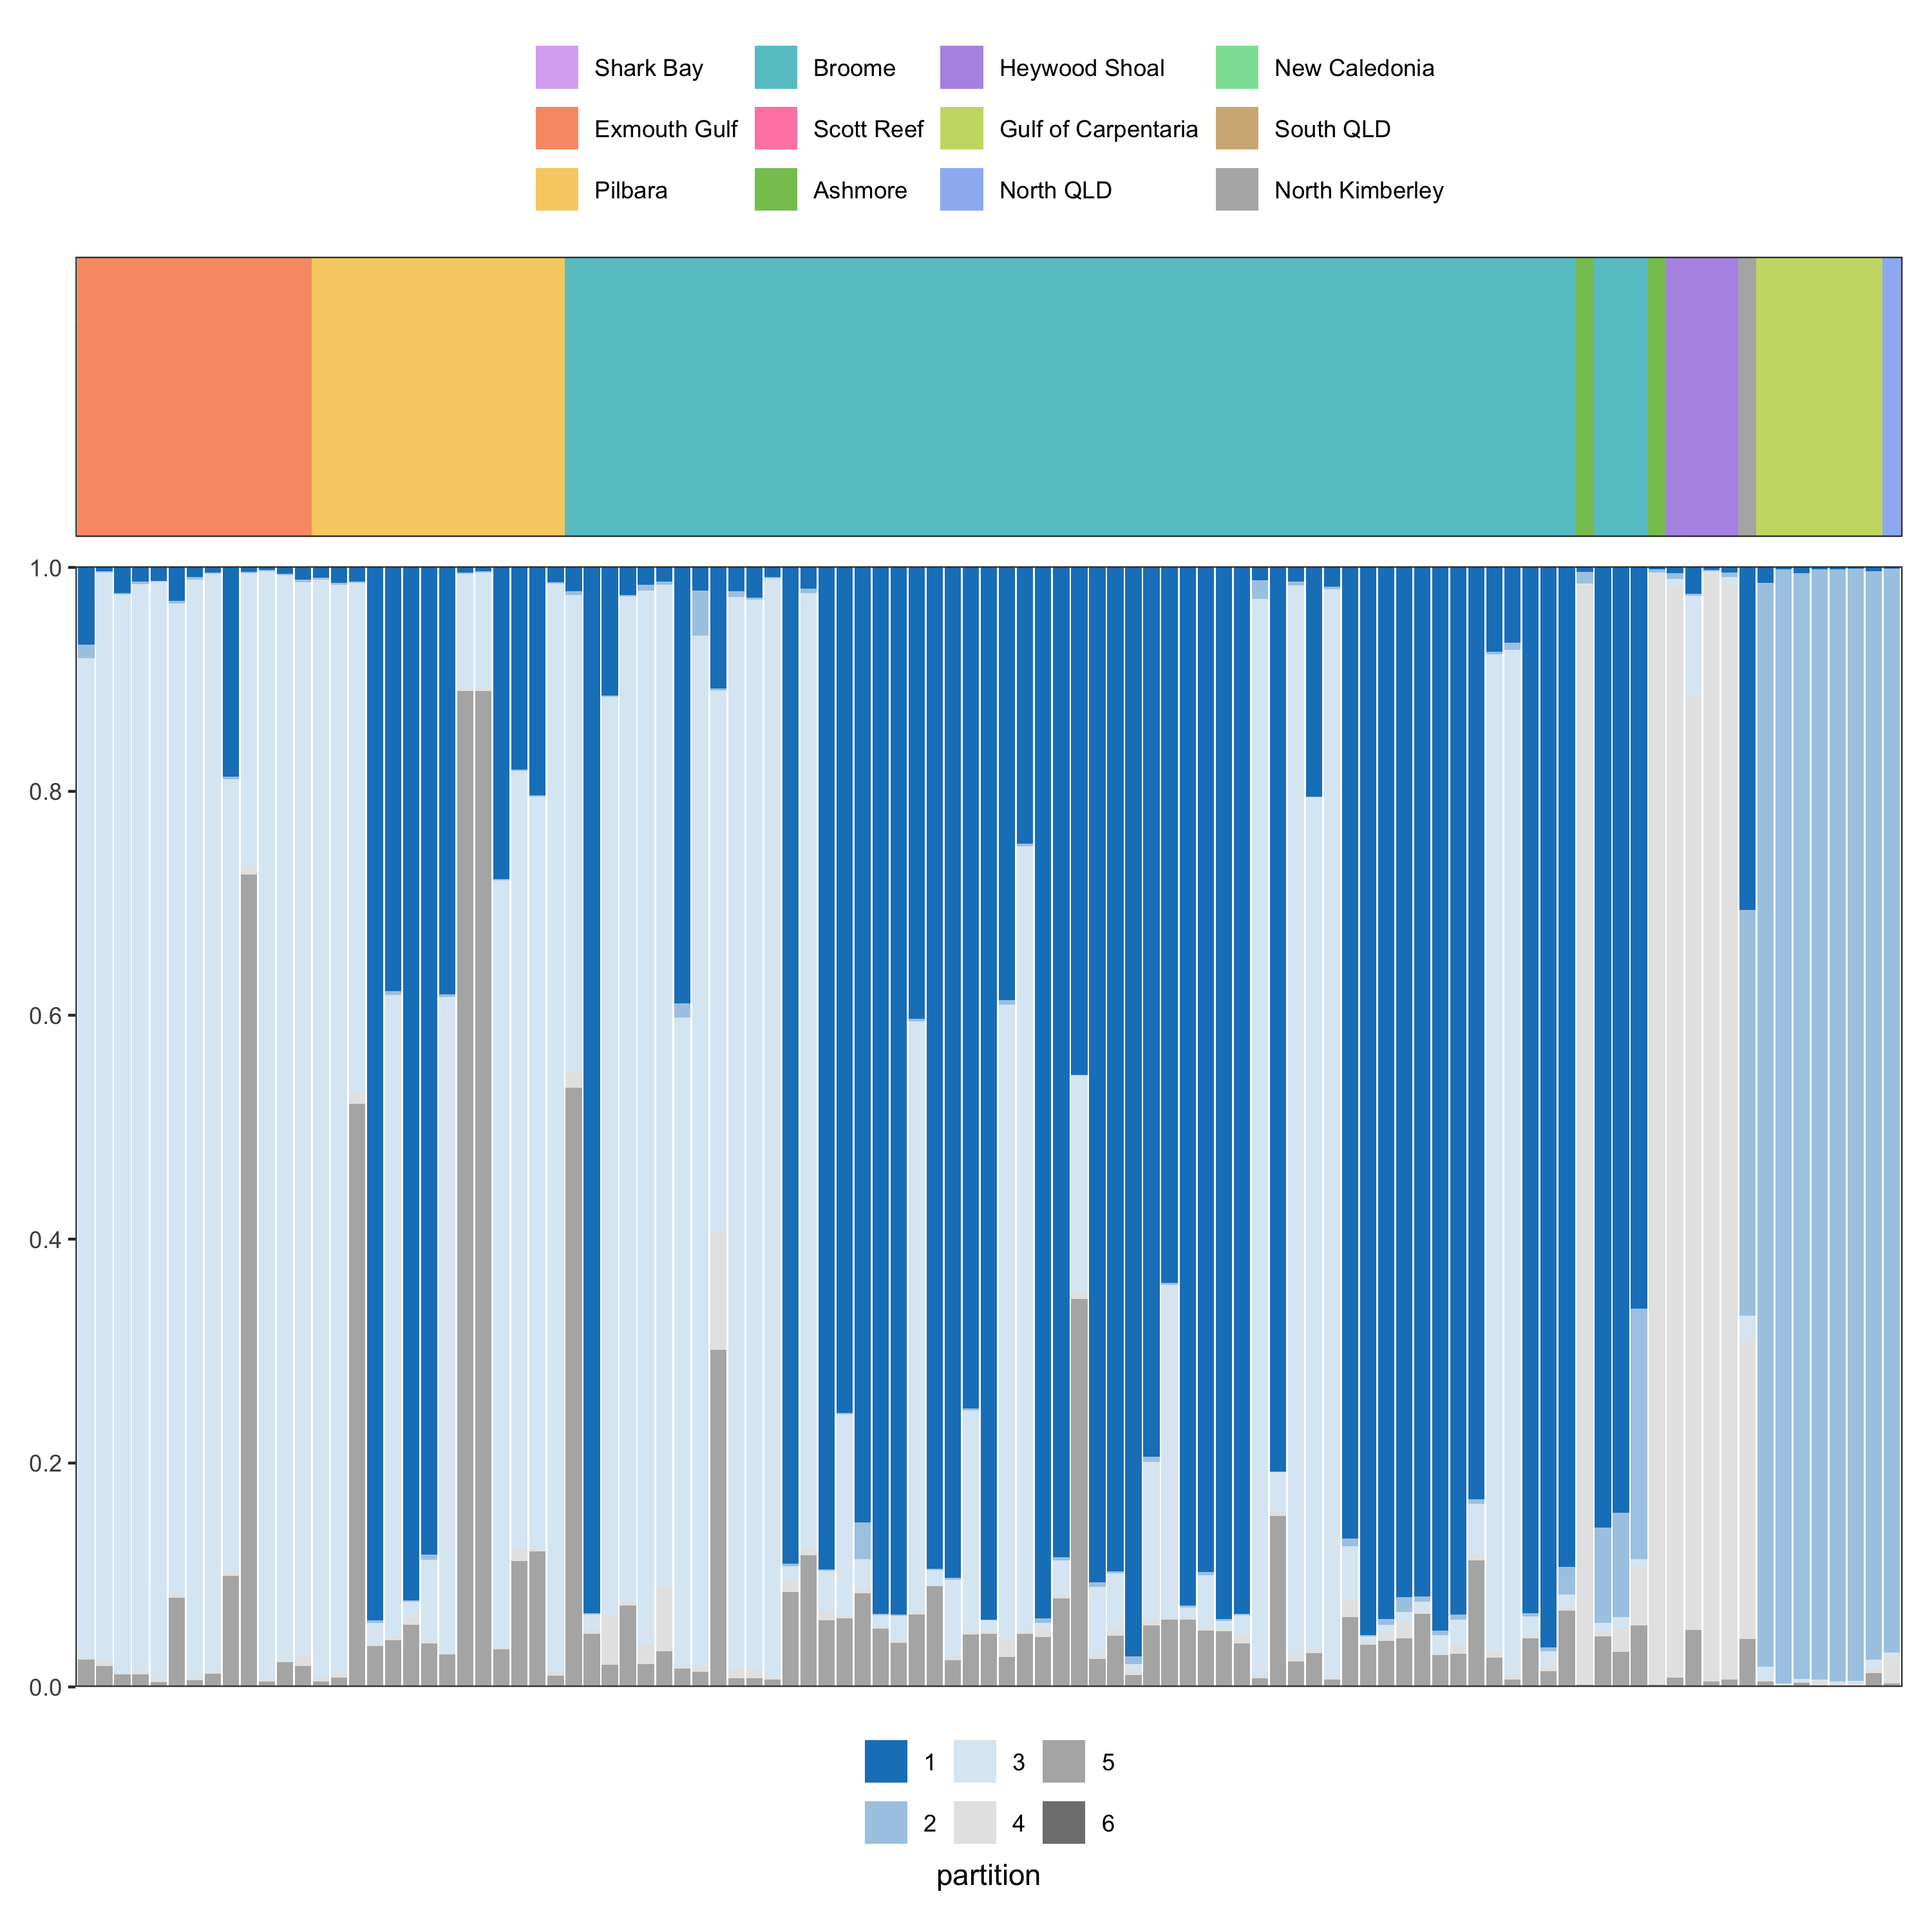 Shark Bay Broome Heywood Shoal New Caledonia
Exmouth Gulf Scott Reef Gulf of Carpentaria South QLD
Pilbara Ashmore North QLD North Kimberley
1.0
0.8
0.6
0.4
0.2
0.0
1 3 5
2 4 6
partition